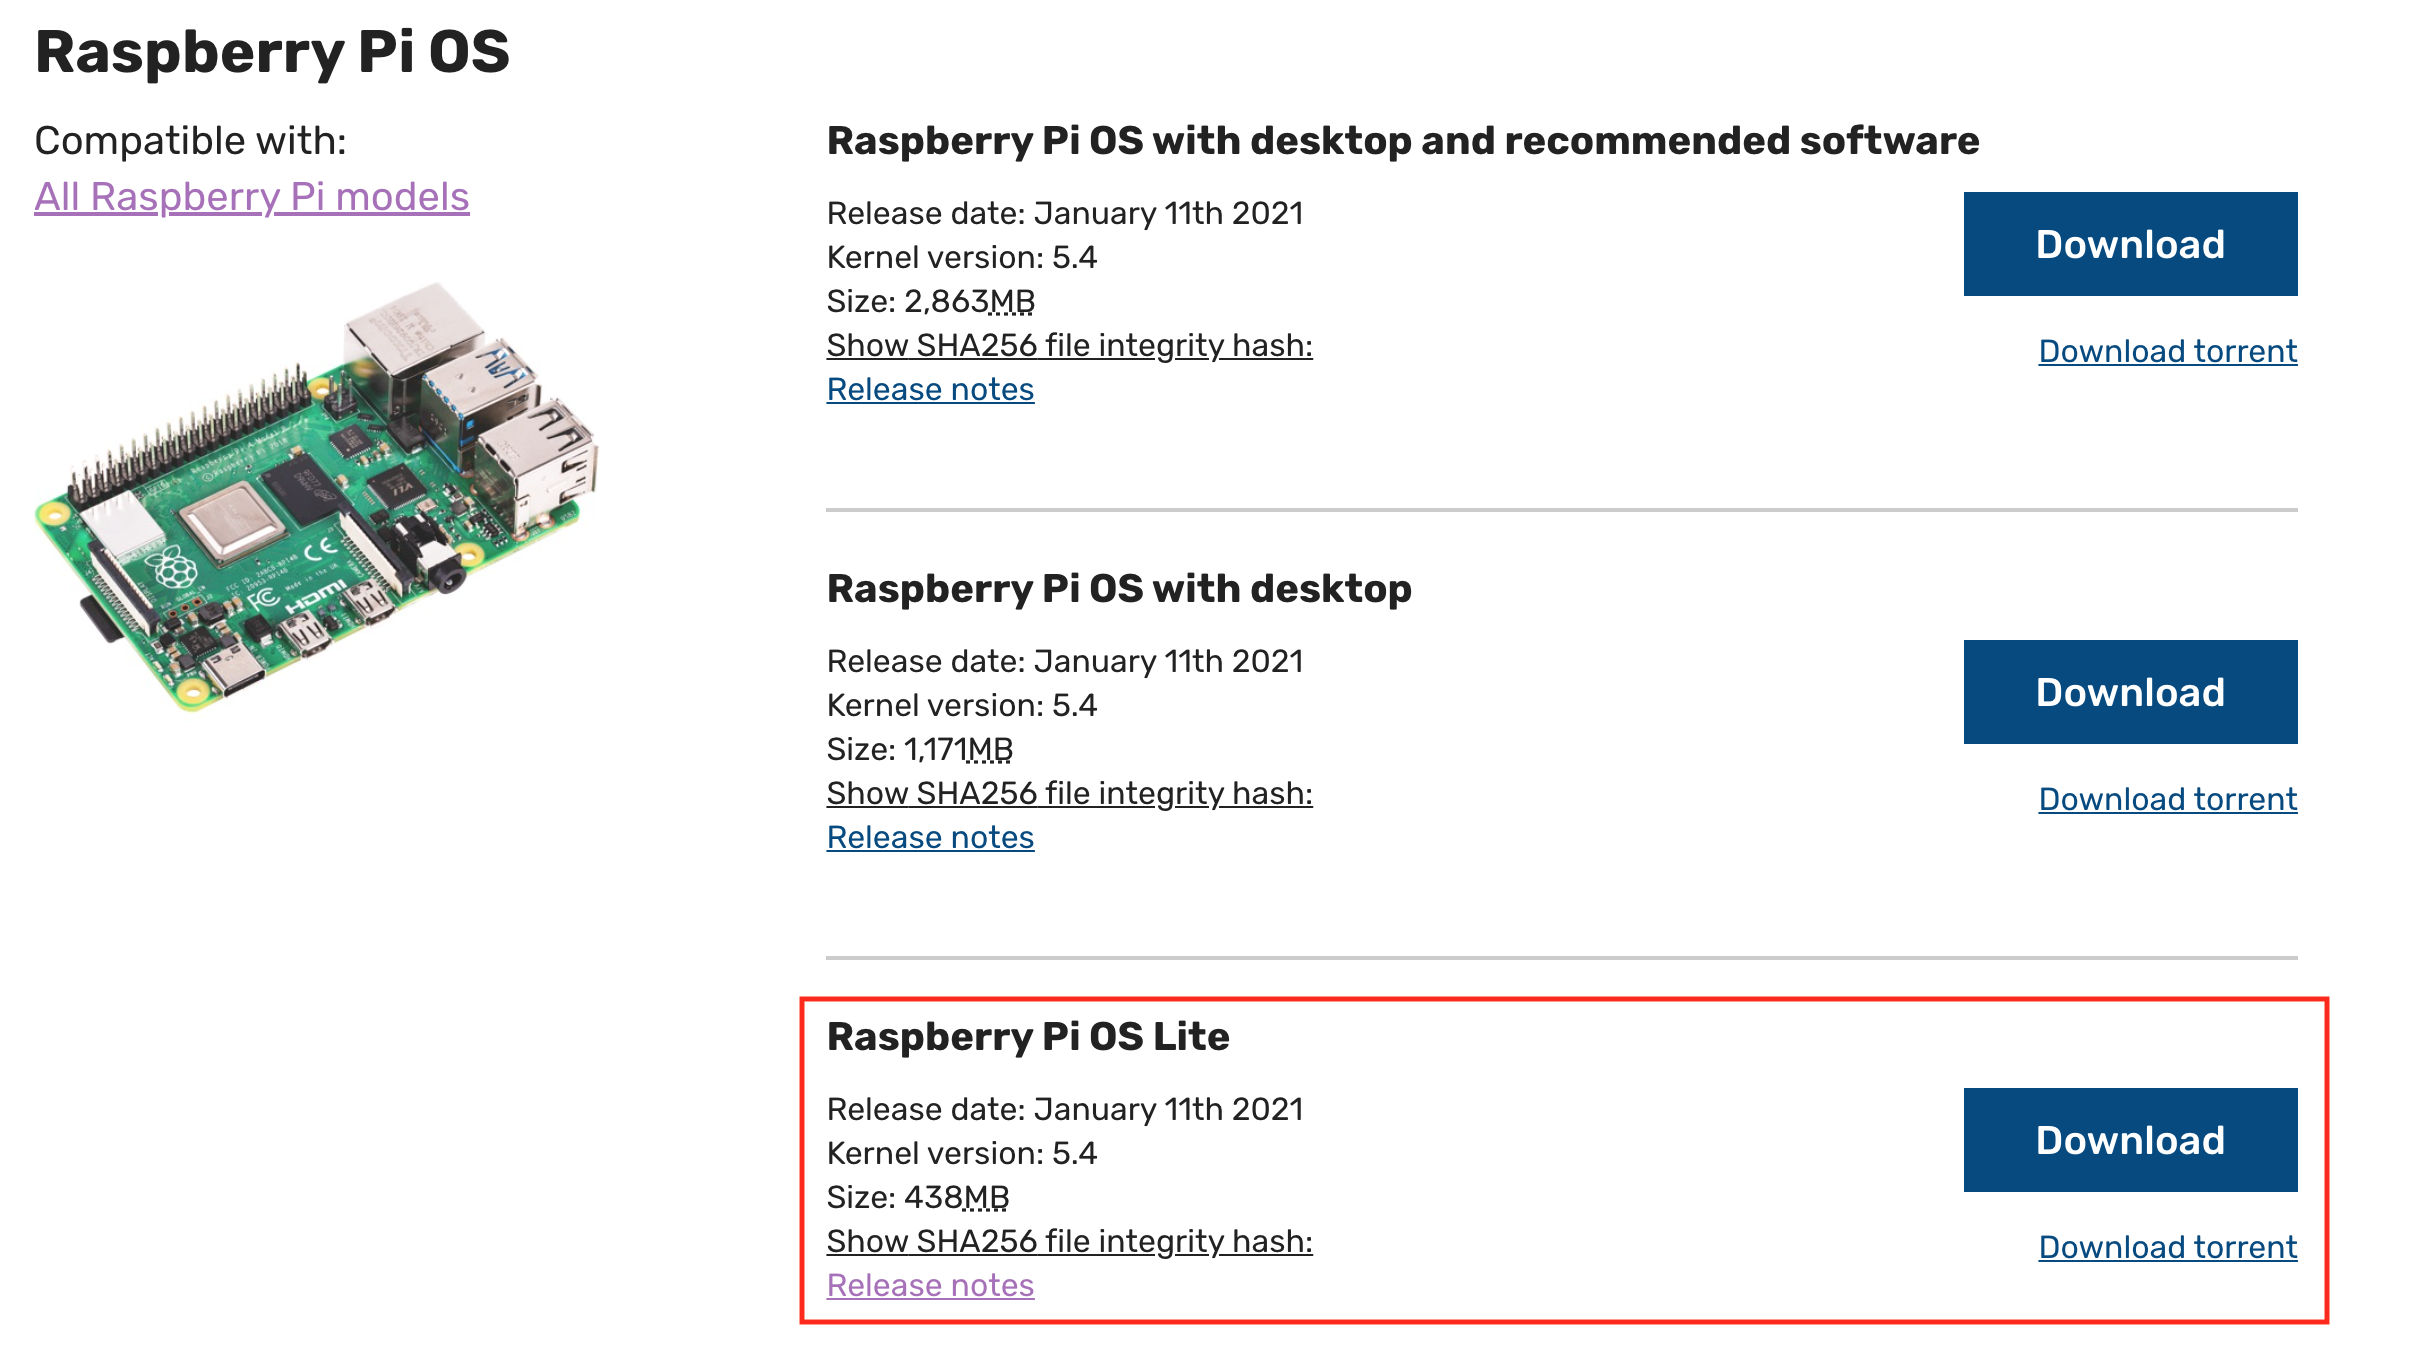 Raspberry Pi OS
Compatible with:
All Raspberry Pi models
HDMI
Raspberry Pi OS with desktop and recommended software
Release date: January 11th 2021
Kernel version: 5.4
Size: 2,863MB
Show SHA256 file integrity hash:
Release notes
Download
Download torrent
Raspberry Pi OS with desktop
Release date: January 11th 2021
Kernel version: 5.4
Size: 1,171MB
Show SHA256 file integrity hash:
Release notes
Download
Download torrent
Raspberry Pi OS Lite
Release date: January 11th 2021
Kernel version: 5.4
Size: 438MB
Show SHA256 file integrity hash:
Release notes
Download
Download torrent